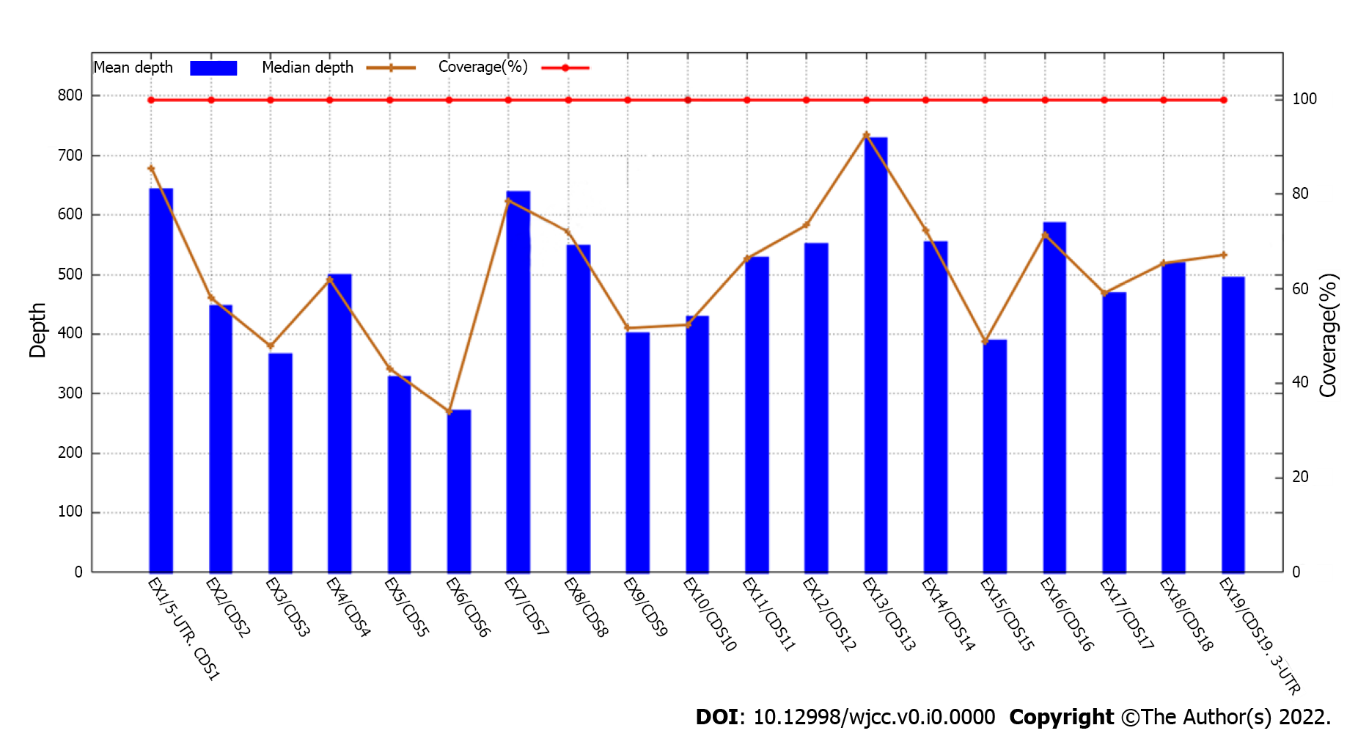 Mean depth Median depth Coverage(%)
800
700
600
500
400
300
200
100
0
Depth
100
80
60
40
20
0
Coverage(%)
EX1/5-UTR. CDS1
EX2/CDS2
EX3/CDS3
EX4/CDS4
EX5/CDS5
EX6/CDS6
EX7/CDS7
EX8/CDS8
EX9/CDS9
EX10/CDS10
EX11/CDS11
EX12/CDS12
EX13/CDS13
EX14/CDS14
EX15/CDS15
EX16/CDS16
EX17/CDS17
EX18/CDS18
EX19/CDS19. 3-UTR
DOI: 10.12998/wjcc.v0.i0.0000 Copyright ©The Author(s) 2022.